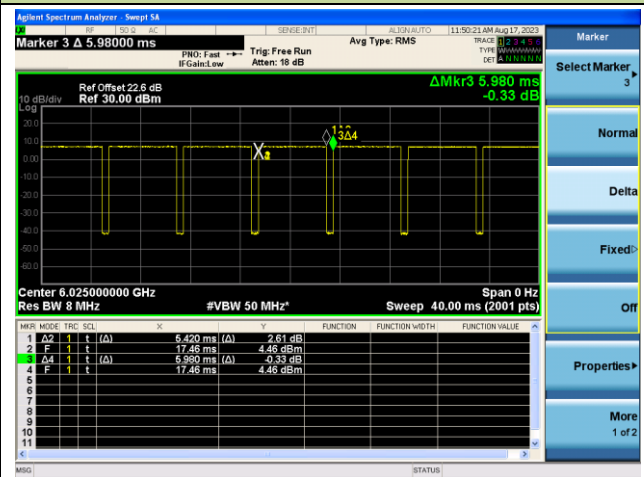 Agilent Spectrum Analyzer - Swept SA
RF 50 Ω AC SENSE:INT ALIGN AUTO 11:50:21 AM Aug 17, 2023
Marker 3 Δ 5.98000 ms
PNO: Fast
IFGain:Low
Trig: Free Run
Atten: 18 dB
Avg Type: RMS
TRACE 1 2 3 4 5 6
TYPE
DET A N N N N N
Ref Offset 22.6 dB
Ref 30.00 dBm
10 dB/div
Log
ΔMkr3 5.980 ms
-0.33 dB
20.0
10.0
0.00
-10.0
-20.0
-30.0
-40.0
-50.0
-60.0
3Δ4
Center 6.025000000 GHz
Span 0 Hz
Res BW 8 MHz
#VBW 50 MHz*
Sweep 40.00 ms (2001 pts)
MKR MODE TRC SCL X Y FUNCTION FUNCTION WIDTH FUNCTION VALUE
1 Δ2 1 t (Δ) 5.420 ms (Δ) 2.61 dB
2 F 1 t 17.46 ms 4.46 dBm
3 Δ4 1 t (Δ) 5.980 ms (Δ) -0.33 dB
4 F 1 t 17.46 ms 4.46 dBm
5
6
7
8
9
10
11
MSG
STATUS
Marker
Select Marker
3
Normal
Delta
Fixed
Off
Properties
More
1 of 2